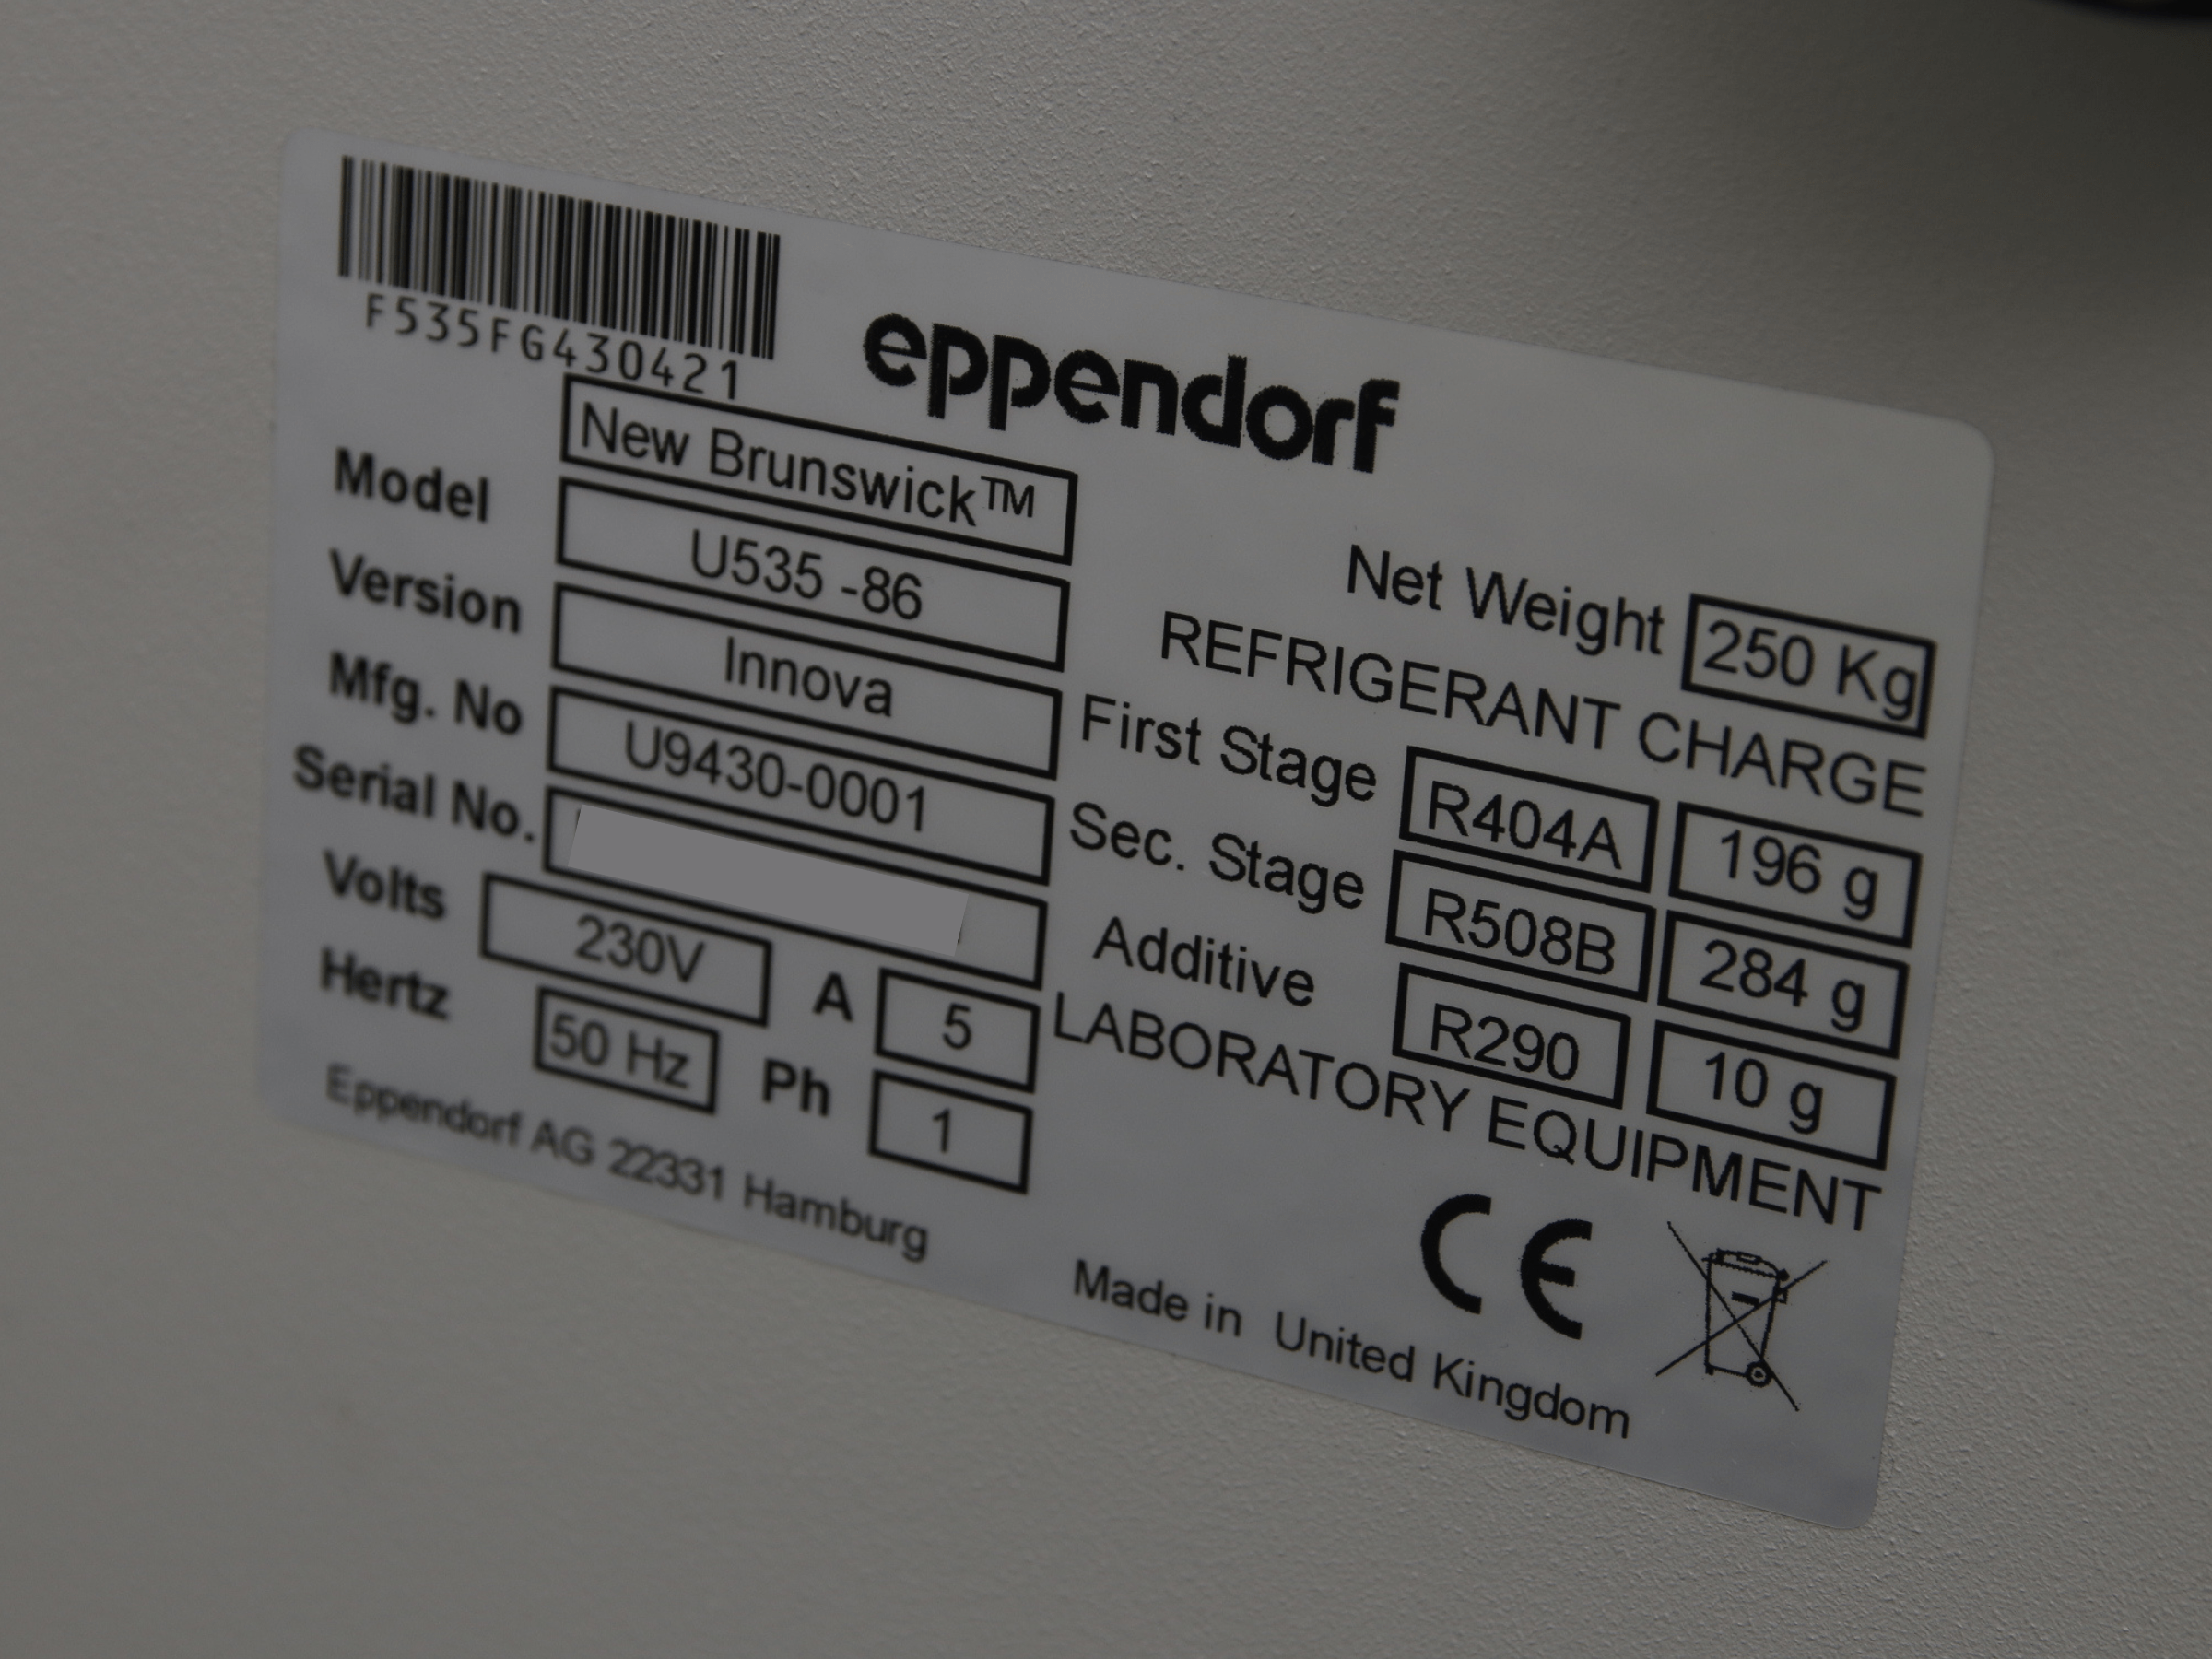 F535FG430421
eppendorf
New Brunswick™
Model U535 -86
Version Innova
Mfg. No U9430-0001
Serial No.
Volts 230V A 5
Hertz 50 Hz Ph 1
Eppendorf AG 22331 Hamburg
Net Weight 250 Kg
REFRIGERANT CHARGE
First Stage R404A 196 g
Sec. Stage R508B 284 g
Additive R290 10 g
LABORATORY EQUIPMENT
CE
Made in United Kingdom